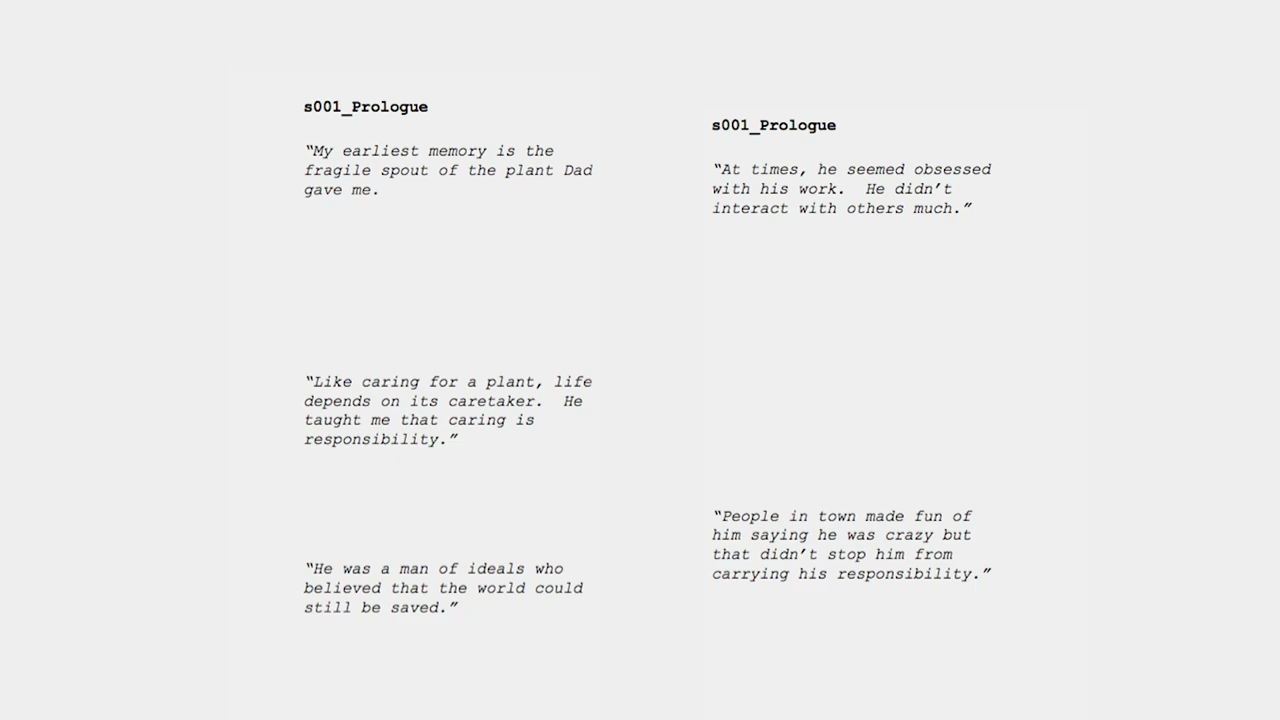 s001_Prologue
“My earliest memory is the
fragile spout of the plant Dad
gave me.
“Like caring for a plant, life
depends on its caretaker.  He
taught me that caring is
responsibility.”
“He was a man of ideals who
believed that the world could
still be saved.”
s001_Prologue
“At times, he seemed obsessed
with his work.  He didn’t
interact with others much.”
“People in town made fun of
him saying he was crazy but
that didn’t stop him from
carrying his responsibility.”